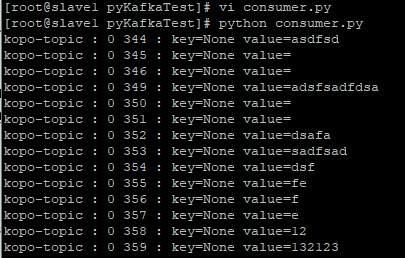 [root@slave1 pyKafkaTest]# vi consumer.py
[root@slave1 pyKafkaTest]# python consumer.py
kopo-topic : 0 344 : key=None value=asdfsd
kopo-topic : 0 345 : key=None value=
kopo-topic : 0 346 : key=None value=
kopo-topic : 0 349 : key=None value=adsfsadfdsa
kopo-topic : 0 350 : key=None value=
kopo-topic : 0 351 : key=None value=
kopo-topic : 0 352 : key=None value=dsafa
kopo-topic : 0 353 : key=None value=sadfsad
kopo-topic : 0 354 : key=None value=dsf
kopo-topic : 0 355 : key=None value=fe
kopo-topic : 0 356 : key=None value=f
kopo-topic : 0 357 : key=None value=e
kopo-topic : 0 358 : key=None value=12
kopo-topic : 0 359 : key=None value=132123